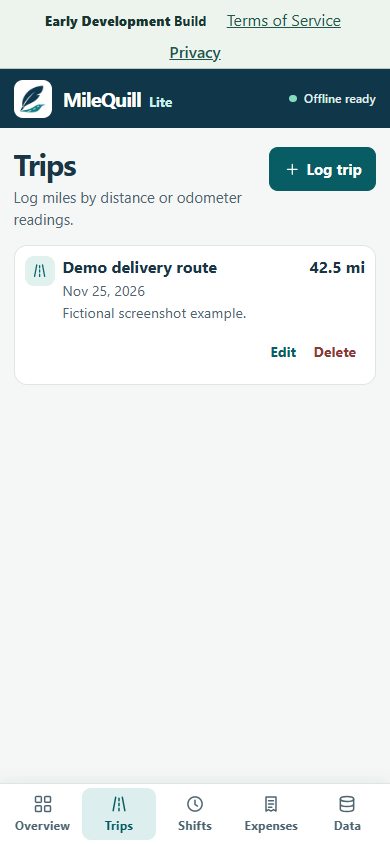 Early Development Build Terms of Service
Privacy
MileQuill Lite
Offline ready
Trips
+ Log trip
Log miles by distance or odometer
readings.
Demo delivery route 42.5 mi
Nov 25, 2026
Fictional screenshot example.
Edit Delete
Overview Trips Shifts Expenses Data